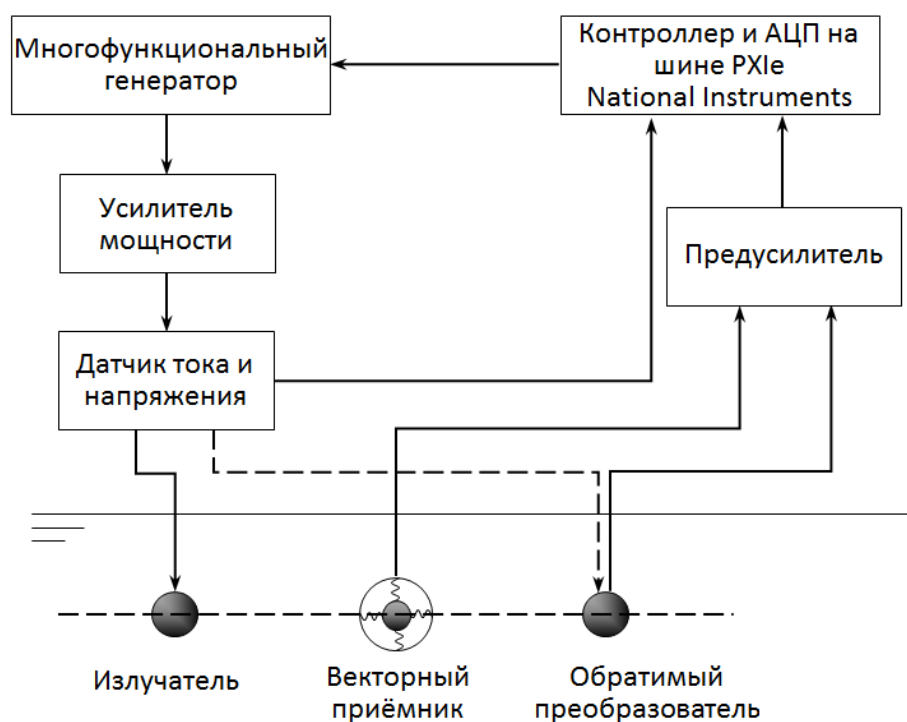 Многофункциональный
генератор
Контроллер и АЦП на
шине PXIe
National Instruments
Усилитель
мощности
Предусилитель
Датчик тока и
напряжения
Излучатель
Векторный
приёмник
Обратимый
преобразователь